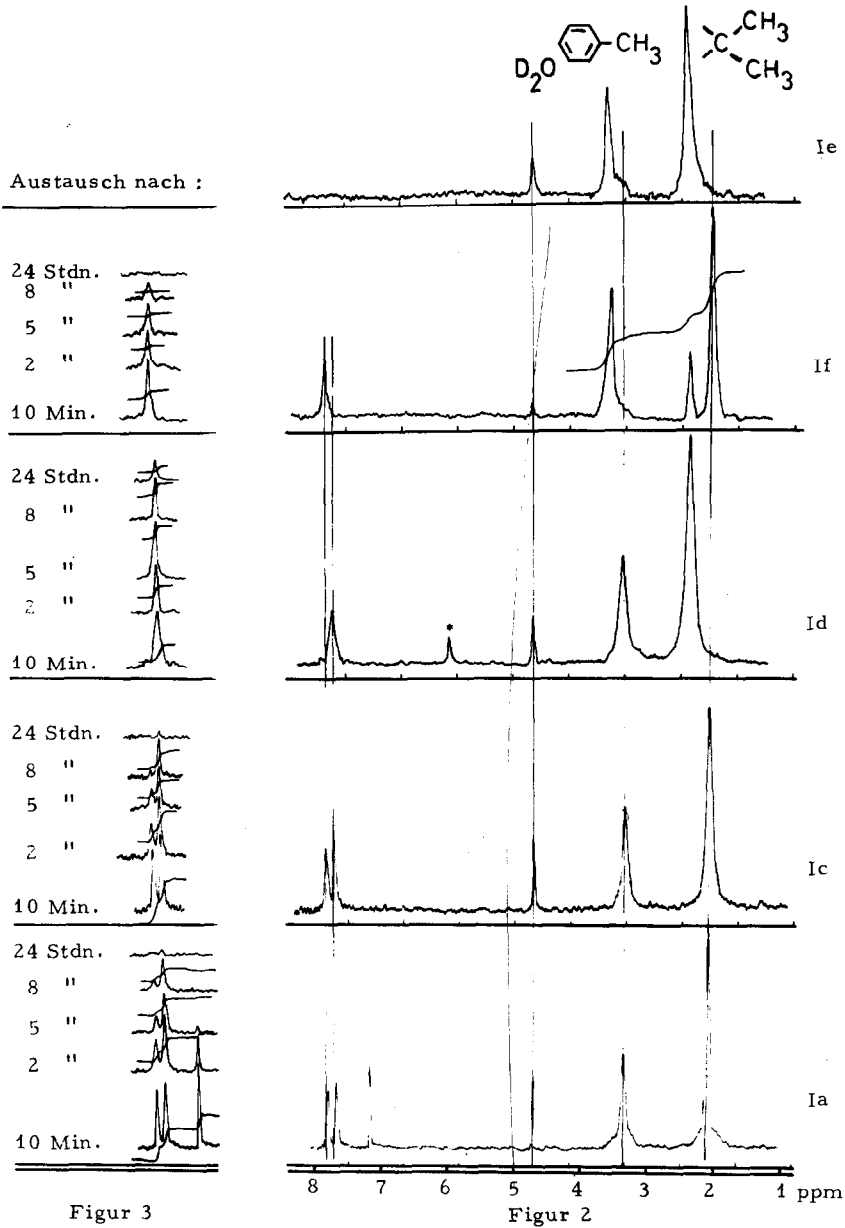 D2O
CH3
C
CH3
CH3
Ie
Austausch nach :
24 Stdn.
8 "
5 "
2 "
10 Min.
If
24 Stdn.
8 "
5 "
2 "
10 Min.
*
Id
24 Stdn.
8 "
5 "
2 "
10 Min.
Ic
24 Stdn.
8 "
5 "
2 "
10 Min.
Ia
8 7 6 5 4 3 2 1 ppm
Figur 3
Figur 2